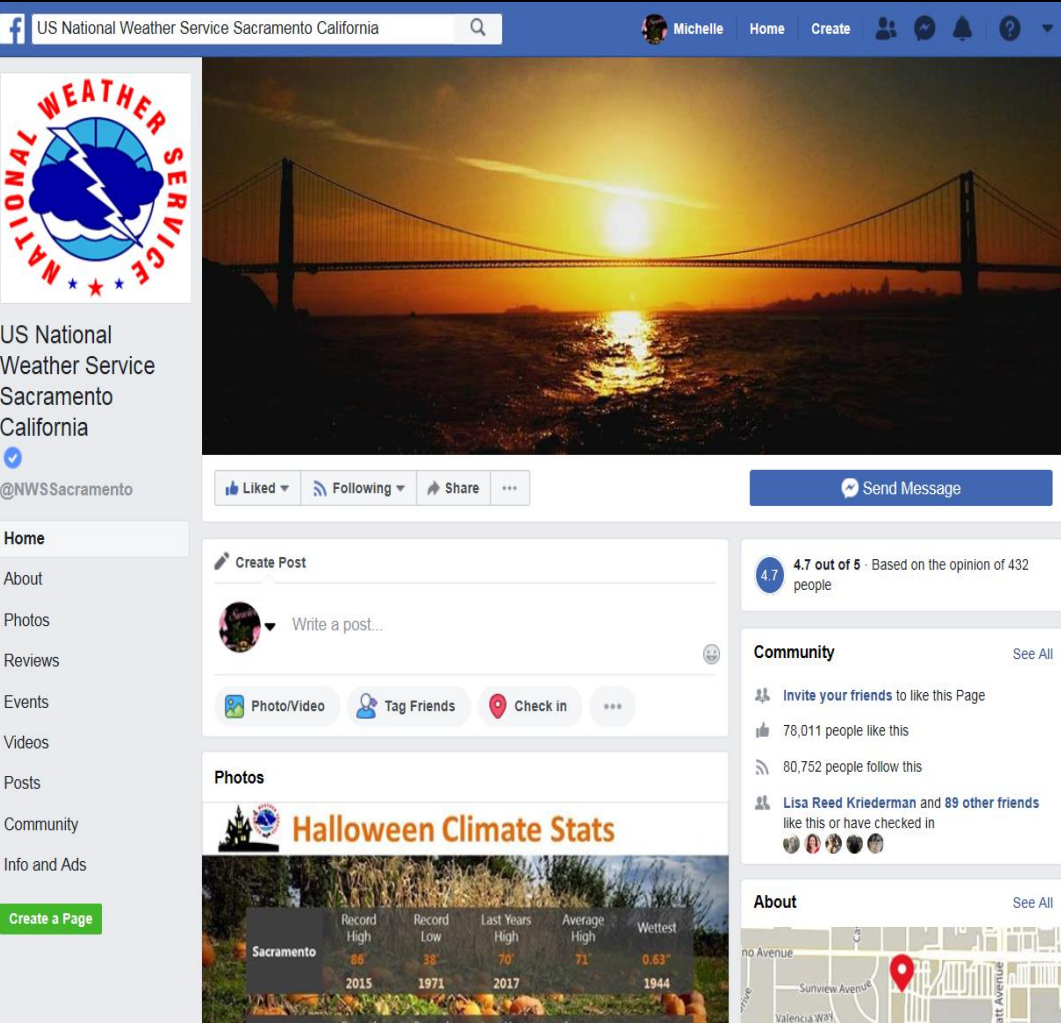 US National Weather Service Sacramento California
Michelle
Home
Create
NATIONAL WEATHER SERVICE
US National
Weather Service
Sacramento
California
@NWSSacramento
Home
About
Photos
Reviews
Events
Videos
Posts
Community
Info and Ads
Create a Page
Liked
Following
Share
Send Message
Create Post
Write a post...
Photo/Video
Tag Friends
Check in
Photos
Halloween Climate Stats
Record High
Record Low
Last Years High
Average High
Wettest
Sacramento
86°
38°
70°
71°
0.63"
2015
1971
2017
1944
4.7
4.7 out of 5 · Based on the opinion of 432
people
Community
See All
Invite your friends to like this Page
78,011 people like this
80,752 people follow this
Lisa Reed Kriederman and 89 other friends
like this or have checked in
About
See All
no Avenue
Sunview Avenue
Valencia Way
att Avenue